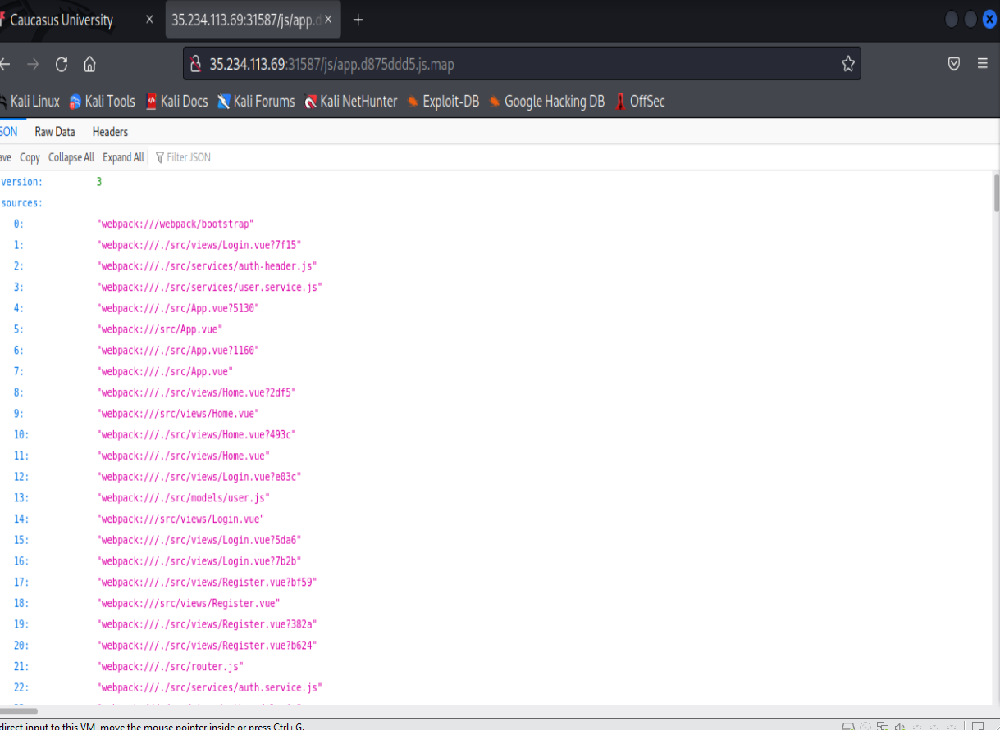 Caucasus University
35.234.113.69:31587/js/app.d
35.234.113.69:31587/js/app.d875ddd5.js.map
Kali Linux Kali Tools Kali Docs Kali Forums Kali NetHunter Exploit-DB Google Hacking DB OffSec
SON Raw Data Headers
ave Copy Collapse All Expand All Filter JSON
version: 3
sources:
0: "webpack:///webpack/bootstrap"
1: "webpack:///./src/views/Login.vue?7f15"
2: "webpack:///./src/services/auth-header.js"
3: "webpack:///./src/services/user.service.js"
4: "webpack:///./src/App.vue?5130"
5: "webpack:///src/App.vue"
6: "webpack:///./src/App.vue?1160"
7: "webpack:///./src/App.vue"
8: "webpack:///./src/views/Home.vue?2df5"
9: "webpack:///src/views/Home.vue"
10: "webpack:///./src/views/Home.vue?493c"
11: "webpack:///./src/views/Home.vue"
12: "webpack:///./src/views/Login.vue?e03c"
13: "webpack:///./src/models/user.js"
14: "webpack:///src/views/Login.vue"
15: "webpack:///./src/views/Login.vue?5da6"
16: "webpack:///./src/views/Login.vue?7b2b"
17: "webpack:///./src/views/Register.vue?bf59"
18: "webpack:///src/views/Register.vue"
19: "webpack:///./src/views/Register.vue?382a"
20: "webpack:///./src/views/Register.vue?b624"
21: "webpack:///./src/router.js"
22: "webpack:///./src/services/auth.service.js"
direct input to this VM, move the mouse pointer inside or press Ctrl+G.